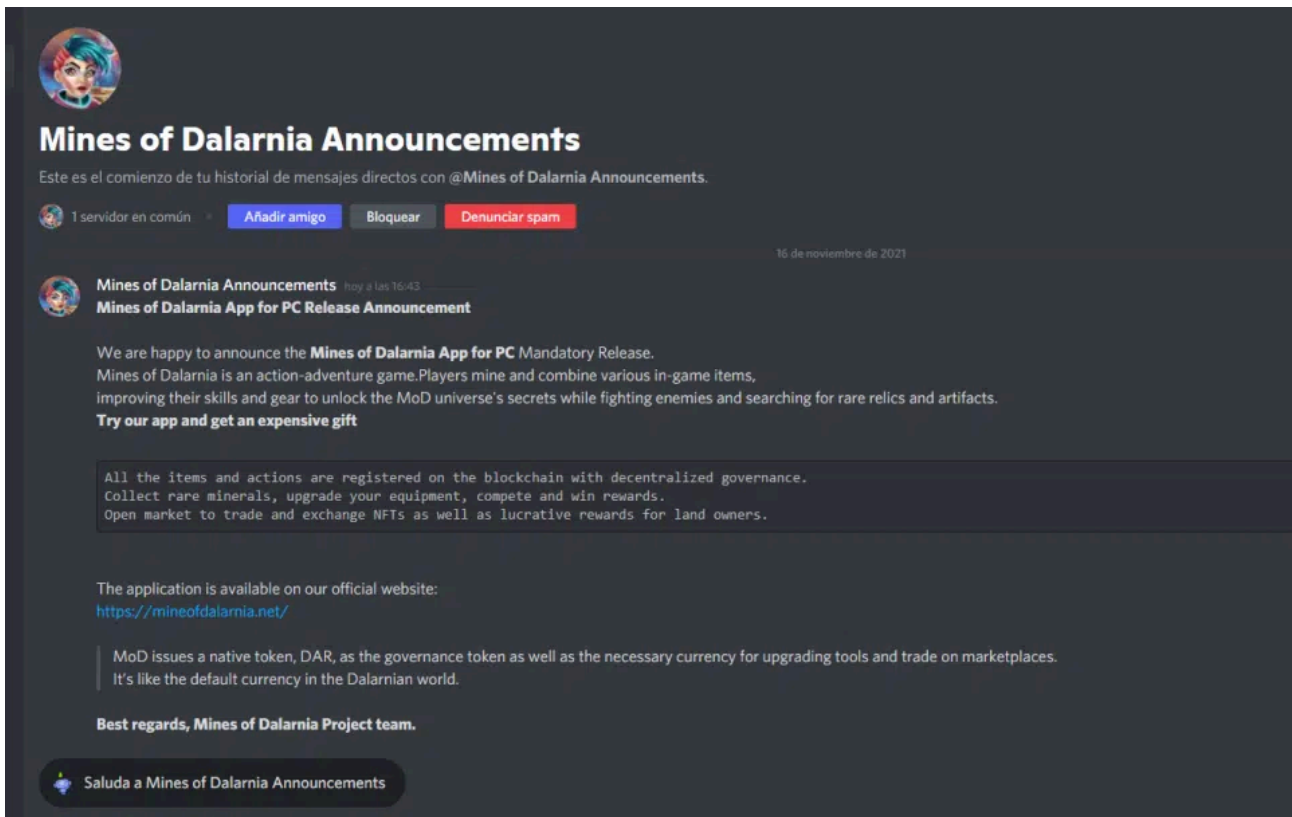 Mines of Dalarnia Announcements
Este es el comienzo de tu historial de mensajes directos con @Mines of Dalarnia Announcements.
1 servidor en común Añadir amigo Bloquear Denunciar spam
16 de noviembre de 2021
Mines of Dalarnia Announcements hoy a las 16:43
Mines of Dalarnia App for PC Release Announcement
We are happy to announce the Mines of Dalarnia App for PC Mandatory Release.
Mines of Dalarnia is an action-adventure game.Players mine and combine various in-game items,
improving their skills and gear to unlock the MoD universe's secrets while fighting enemies and searching for rare relics and artifacts.
Try our app and get an expensive gift
All the items and actions are registered on the blockchain with decentralized governance.
Collect rare minerals, upgrade your equipment, compete and win rewards.
Open market to trade and exchange NFTs as well as lucrative rewards for land owners.
The application is available on our official website:
https://mineofdalarnia.net/
MoD issues a native token, DAR, as the governance token as well as the necessary currency for upgrading tools and trade on marketplaces.
It's like the default currency in the Dalarnian world.
Best regards, Mines of Dalarnia Project team.
Saluda a Mines of Dalarnia Announcements